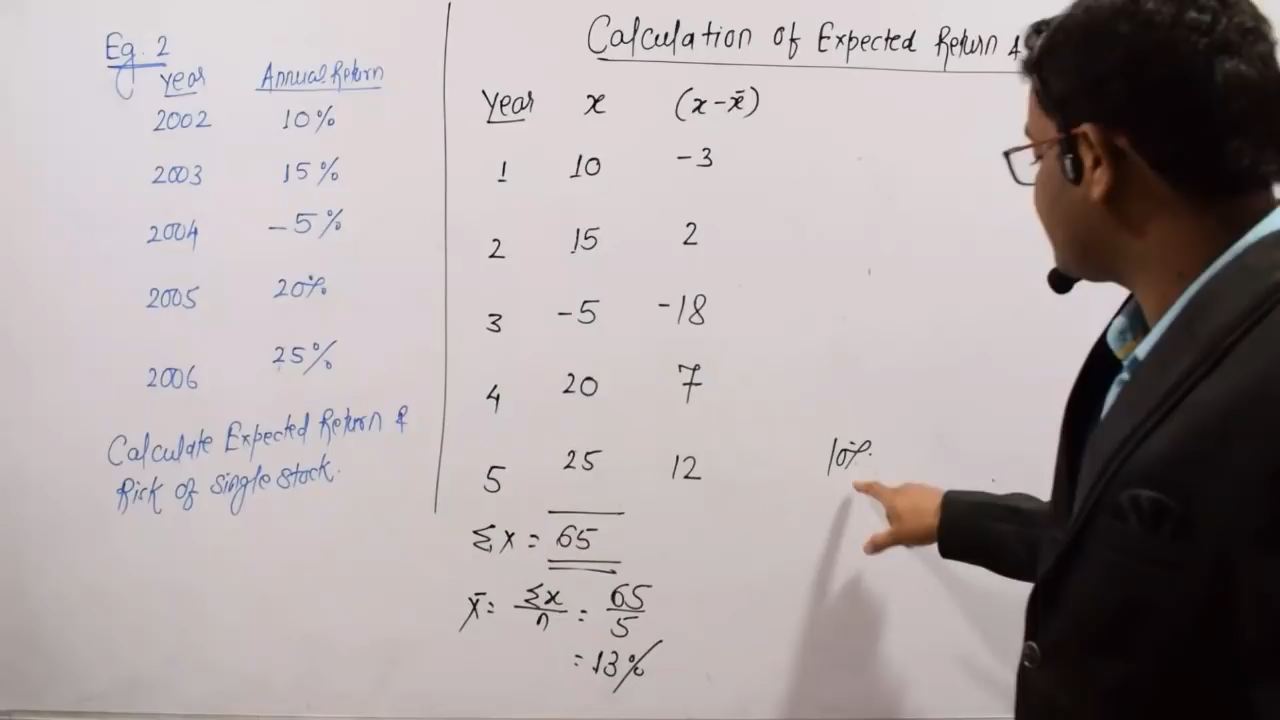 Eg. 2
Year Annual Return
2002 10%
2003 15%
2004 -5%
2005 20%
2006 25%
Calculate Expected Return &
Risk of single stock.
Calculation of Expected Return &
Year x (x-x̄)
1 10 -3
2 15 2
3 -5 -18
4 20 7
5 25 12
10%.
Σx = 65
x̄ = Σx/n = 65/5
= 13%